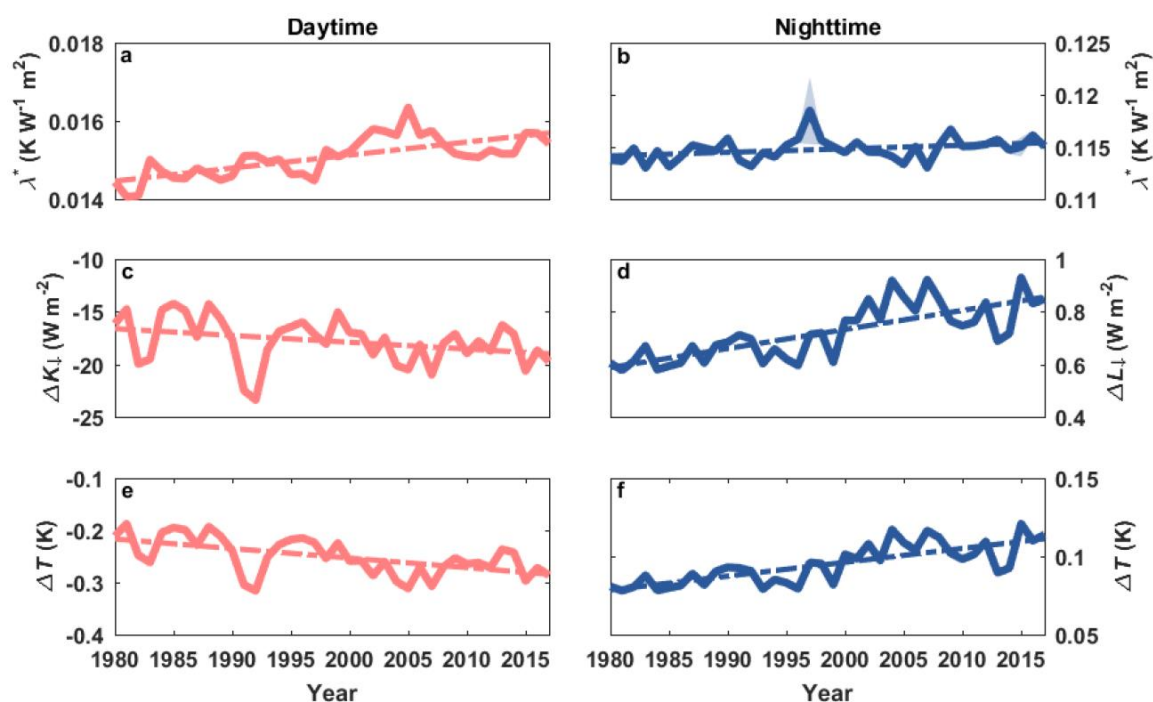 Daytime
Nighttime
a
0.018
0.016
0.014
λ* (K W-1 m2)
b
0.125
0.12
0.115
0.11
λ* (K W-1 m2)
c
-10
-15
-20
-25
ΔK↓ (W m-2)
d
1
0.8
0.6
0.4
ΔL↓ (W m-2)
e
-0.1
-0.2
-0.3
-0.4
ΔT (K)
1980 1985 1990 1995 2000 2005 2010 2015
Year
f
0.15
0.1
0.05
ΔT (K)
1980 1985 1990 1995 2000 2005 2010 2015
Year